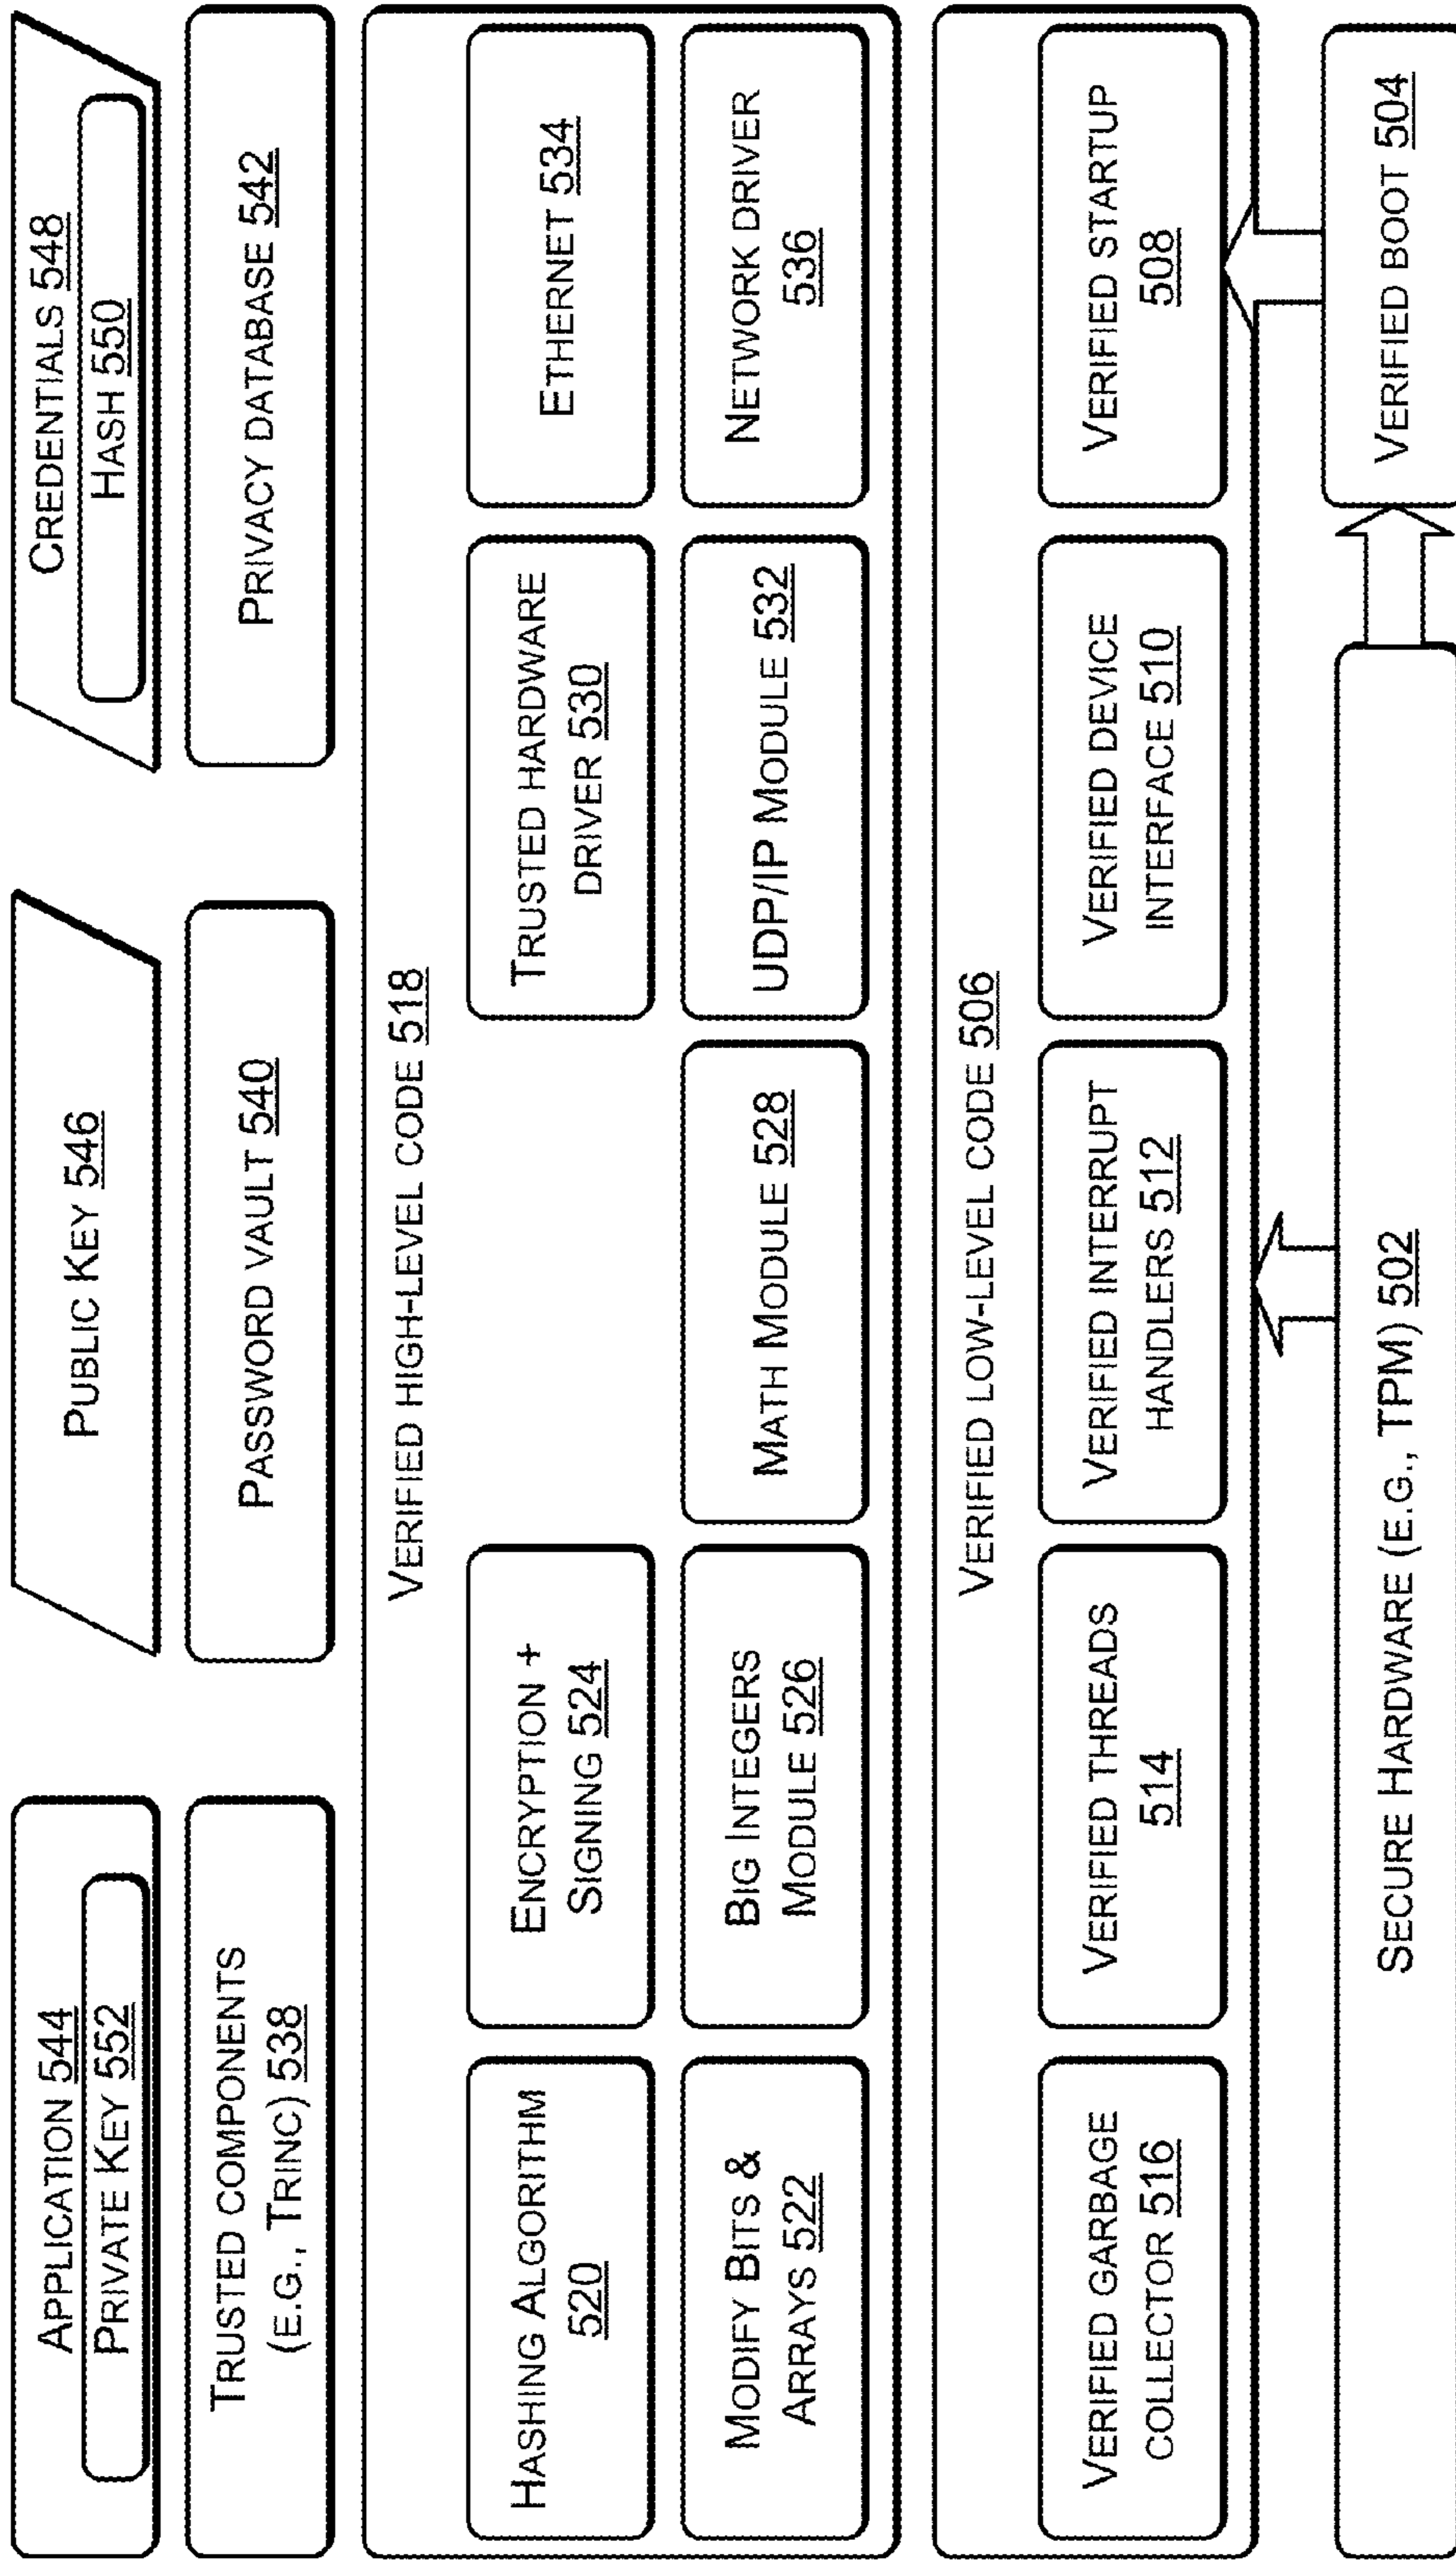 APPLICATION 544
PRIVATE KEY 552
PUBLIC KEY 546
CREDENTIALS 548
HASH 550
TRUSTED COMPONENTS
(E.G., TRINC) 538
PASSWORD VAULT 540
PRIVACY DATABASE 542
VERIFIED HIGH-LEVEL CODE 518
HASHING ALGORITHM
520
ENCRYPTION +
SIGNING 524
TRUSTED HARDWARE
DRIVER 530
ETHERNET 534
MODIFY BITS &
ARRAYS 522
BIG INTEGERS
MODULE 526
MATH MODULE 528
UDP/IP MODULE 532
NETWORK DRIVER
536
VERIFIED LOW-LEVEL CODE 506
VERIFIED GARBAGE
COLLECTOR 516
VERIFIED THREADS
514
VERIFIED INTERRUPT
HANDLERS 512
VERIFIED DEVICE
INTERFACE 510
VERIFIED STARTUP
508
SECURE HARDWARE (E.G., TPM) 502
VERIFIED BOOT 504